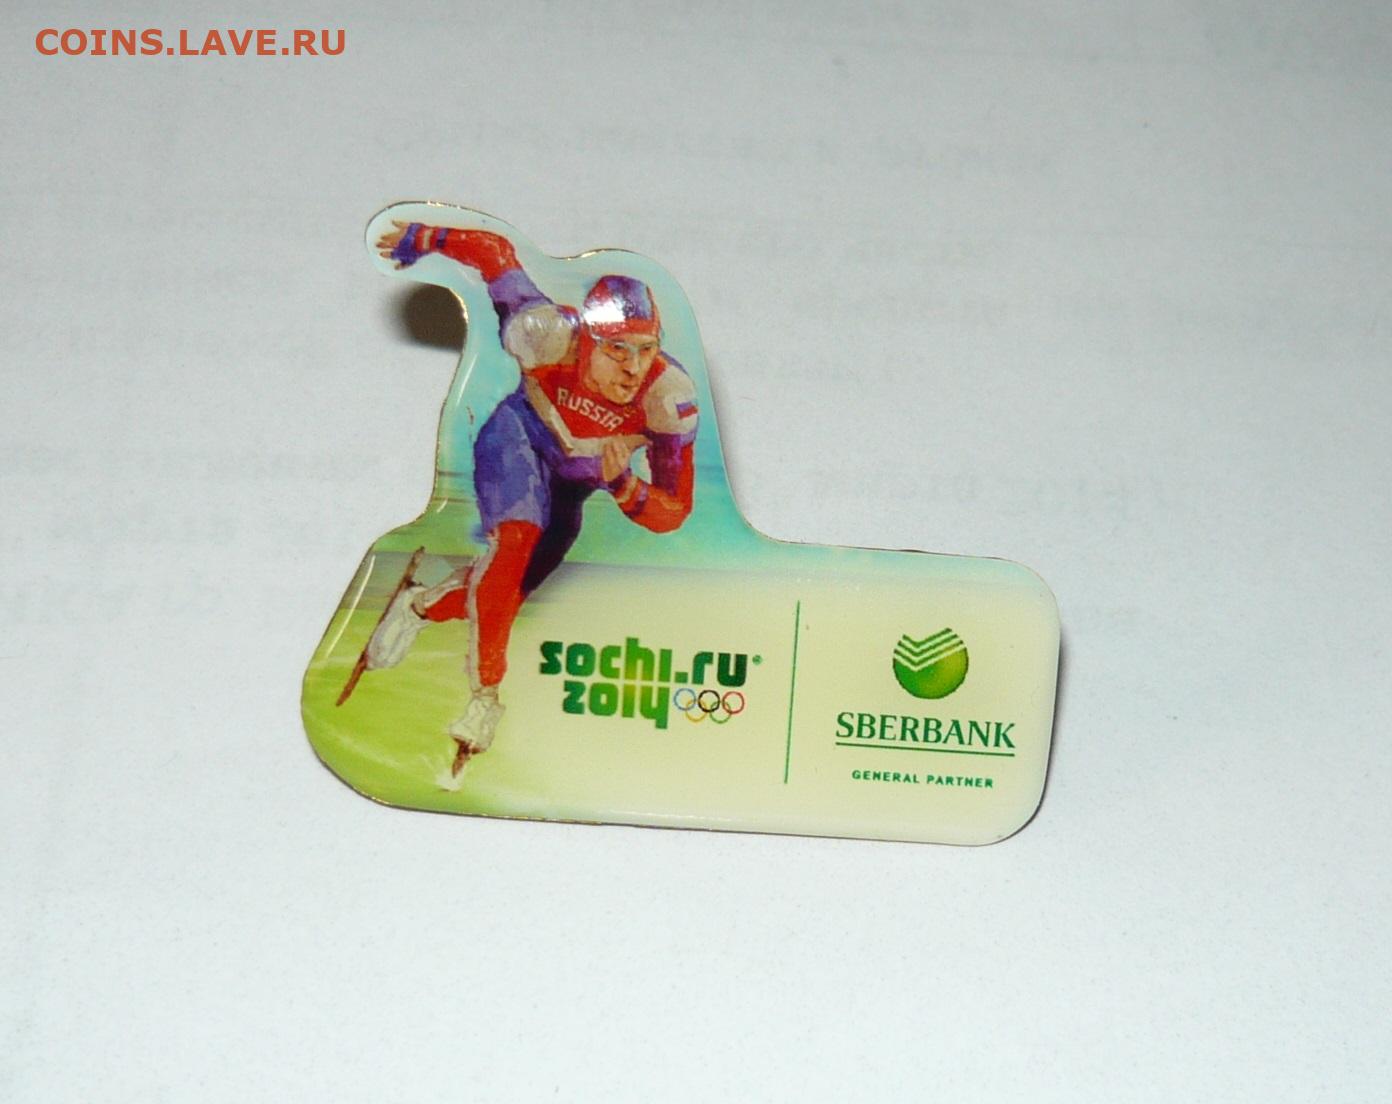 COINS.LAVE.RU
RUSSIA
sochi.ru®
2014
SBERBANK
GENERAL PARTNER